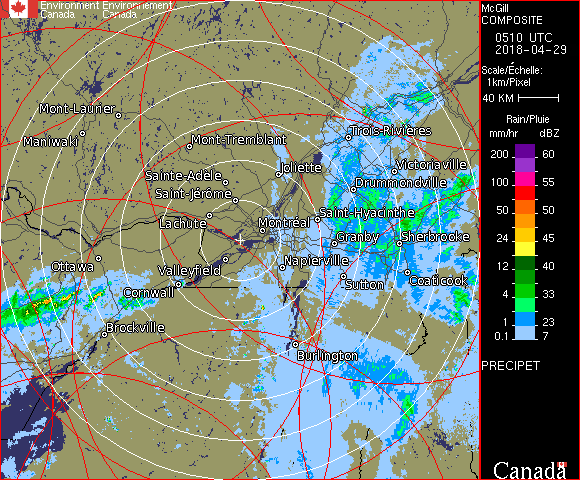 Environment Environnement
Canada Canada
McGill
COMPOSITE
0510 UTC
2018-04-29
Scale/Échelle:
1km/Pixel
40 KM
Rain/Pluie
mm/hr dBZ
200 60
100 55
50 50
24 45
12 40
8 33
4 33
1 23
0.1 7
PRECIPET
Canada
Mont-Laurier
Maniwaki
Mont-Tremblant
Trois-Rivières
Joliette
Victoriaville
Sainte-Adèle
Drummondville
Saint-Jérôme
Saint-Hyacinthe
Lachute
Montréal
Granby
Sherbrooke
Ottawa
Valleyfield
Napierville
Cornwall
Sutton
Coaticook
Brockville
Burlington